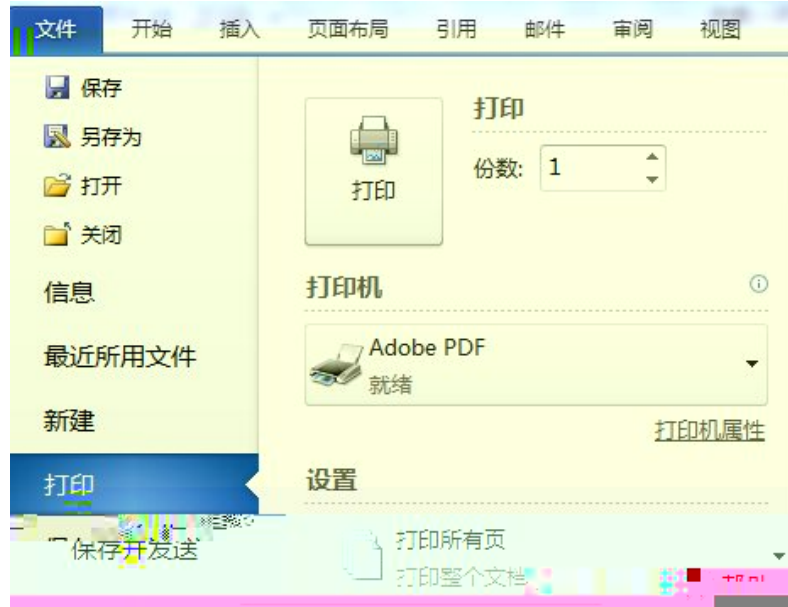 文件 开始 插入 页面布局 引用 邮件 审阅 视图
保存
另存为
打开
关闭
信息
最近所用文件
新建
打印
保存并发送
打印
打印
份数: 1
打印机
Adobe PDF
就绪
打印机属性
设置
打印所有页
打印整个文档